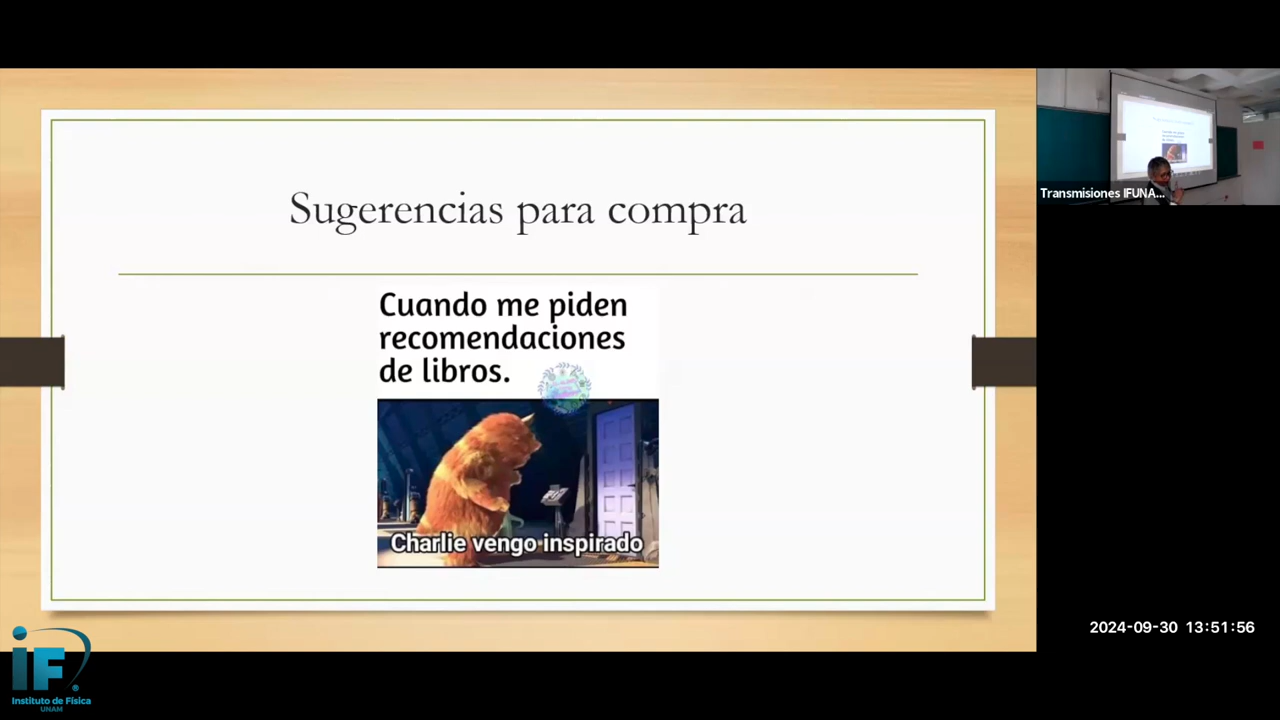 Sugerencias para compra
Cuando me piden
recomendaciones
de libros.
Charlie vengo inspirado
Transmisiones IFUNA...
2024-09-30 13:51:56
iF
Instituto de Física
UNAM